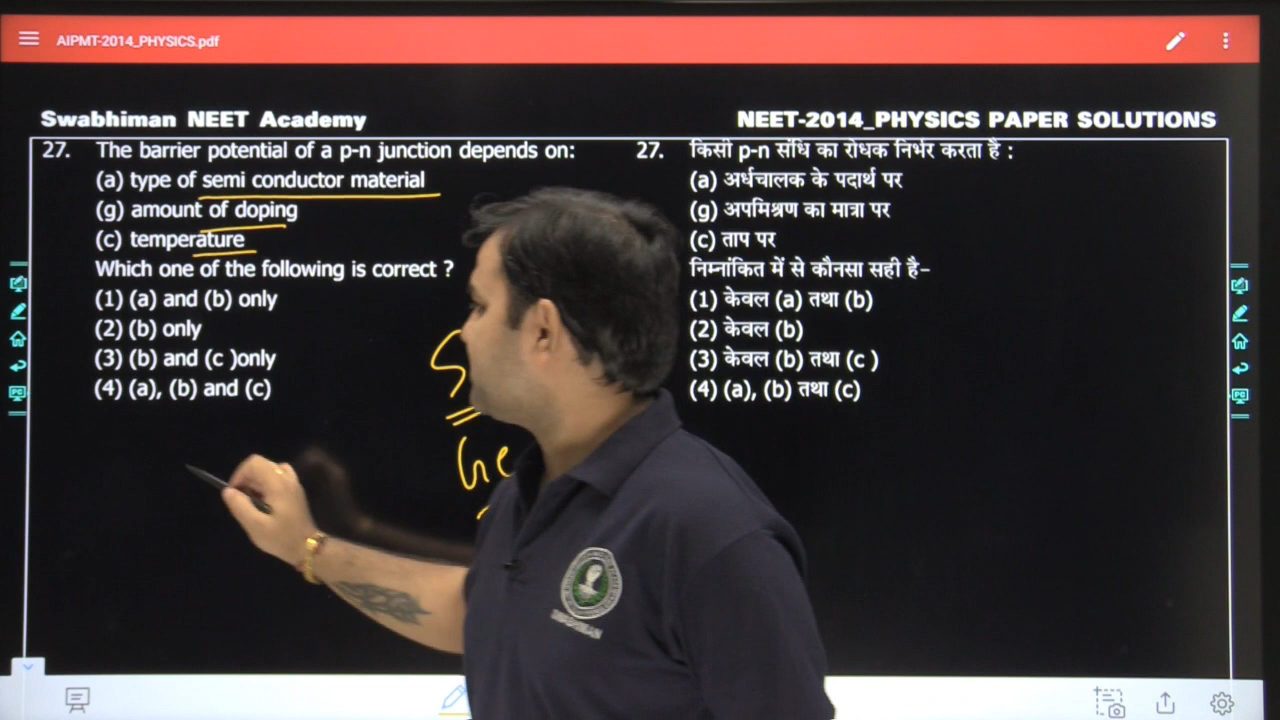 AIPMT-2014_PHYSICS.pdf
Swabhiman NEET Academy
NEET-2014_PHYSICS PAPER SOLUTIONS
27. The barrier potential of a p-n junction depends on:
(a) type of semi conductor material
(g) amount of doping
(c) temperature
Which one of the following is correct ?
(1) (a) and (b) only
(2) (b) only
(3) (b) and (c )only
(4) (a), (b) and (c)
27. किसी p-n संधि का रोधक निर्भर करता है :
(a) अर्धचालक के पदार्थ पर
(g) अपमिश्रण का मात्रा पर
(c) ताप पर
निम्नांकित में से कौनसा सही है-
(1) केवल (a) तथा (b)
(2) केवल (b)
(3) केवल (b) तथा (c )
(4) (a), (b) तथा (c)
Ge
PC
PC